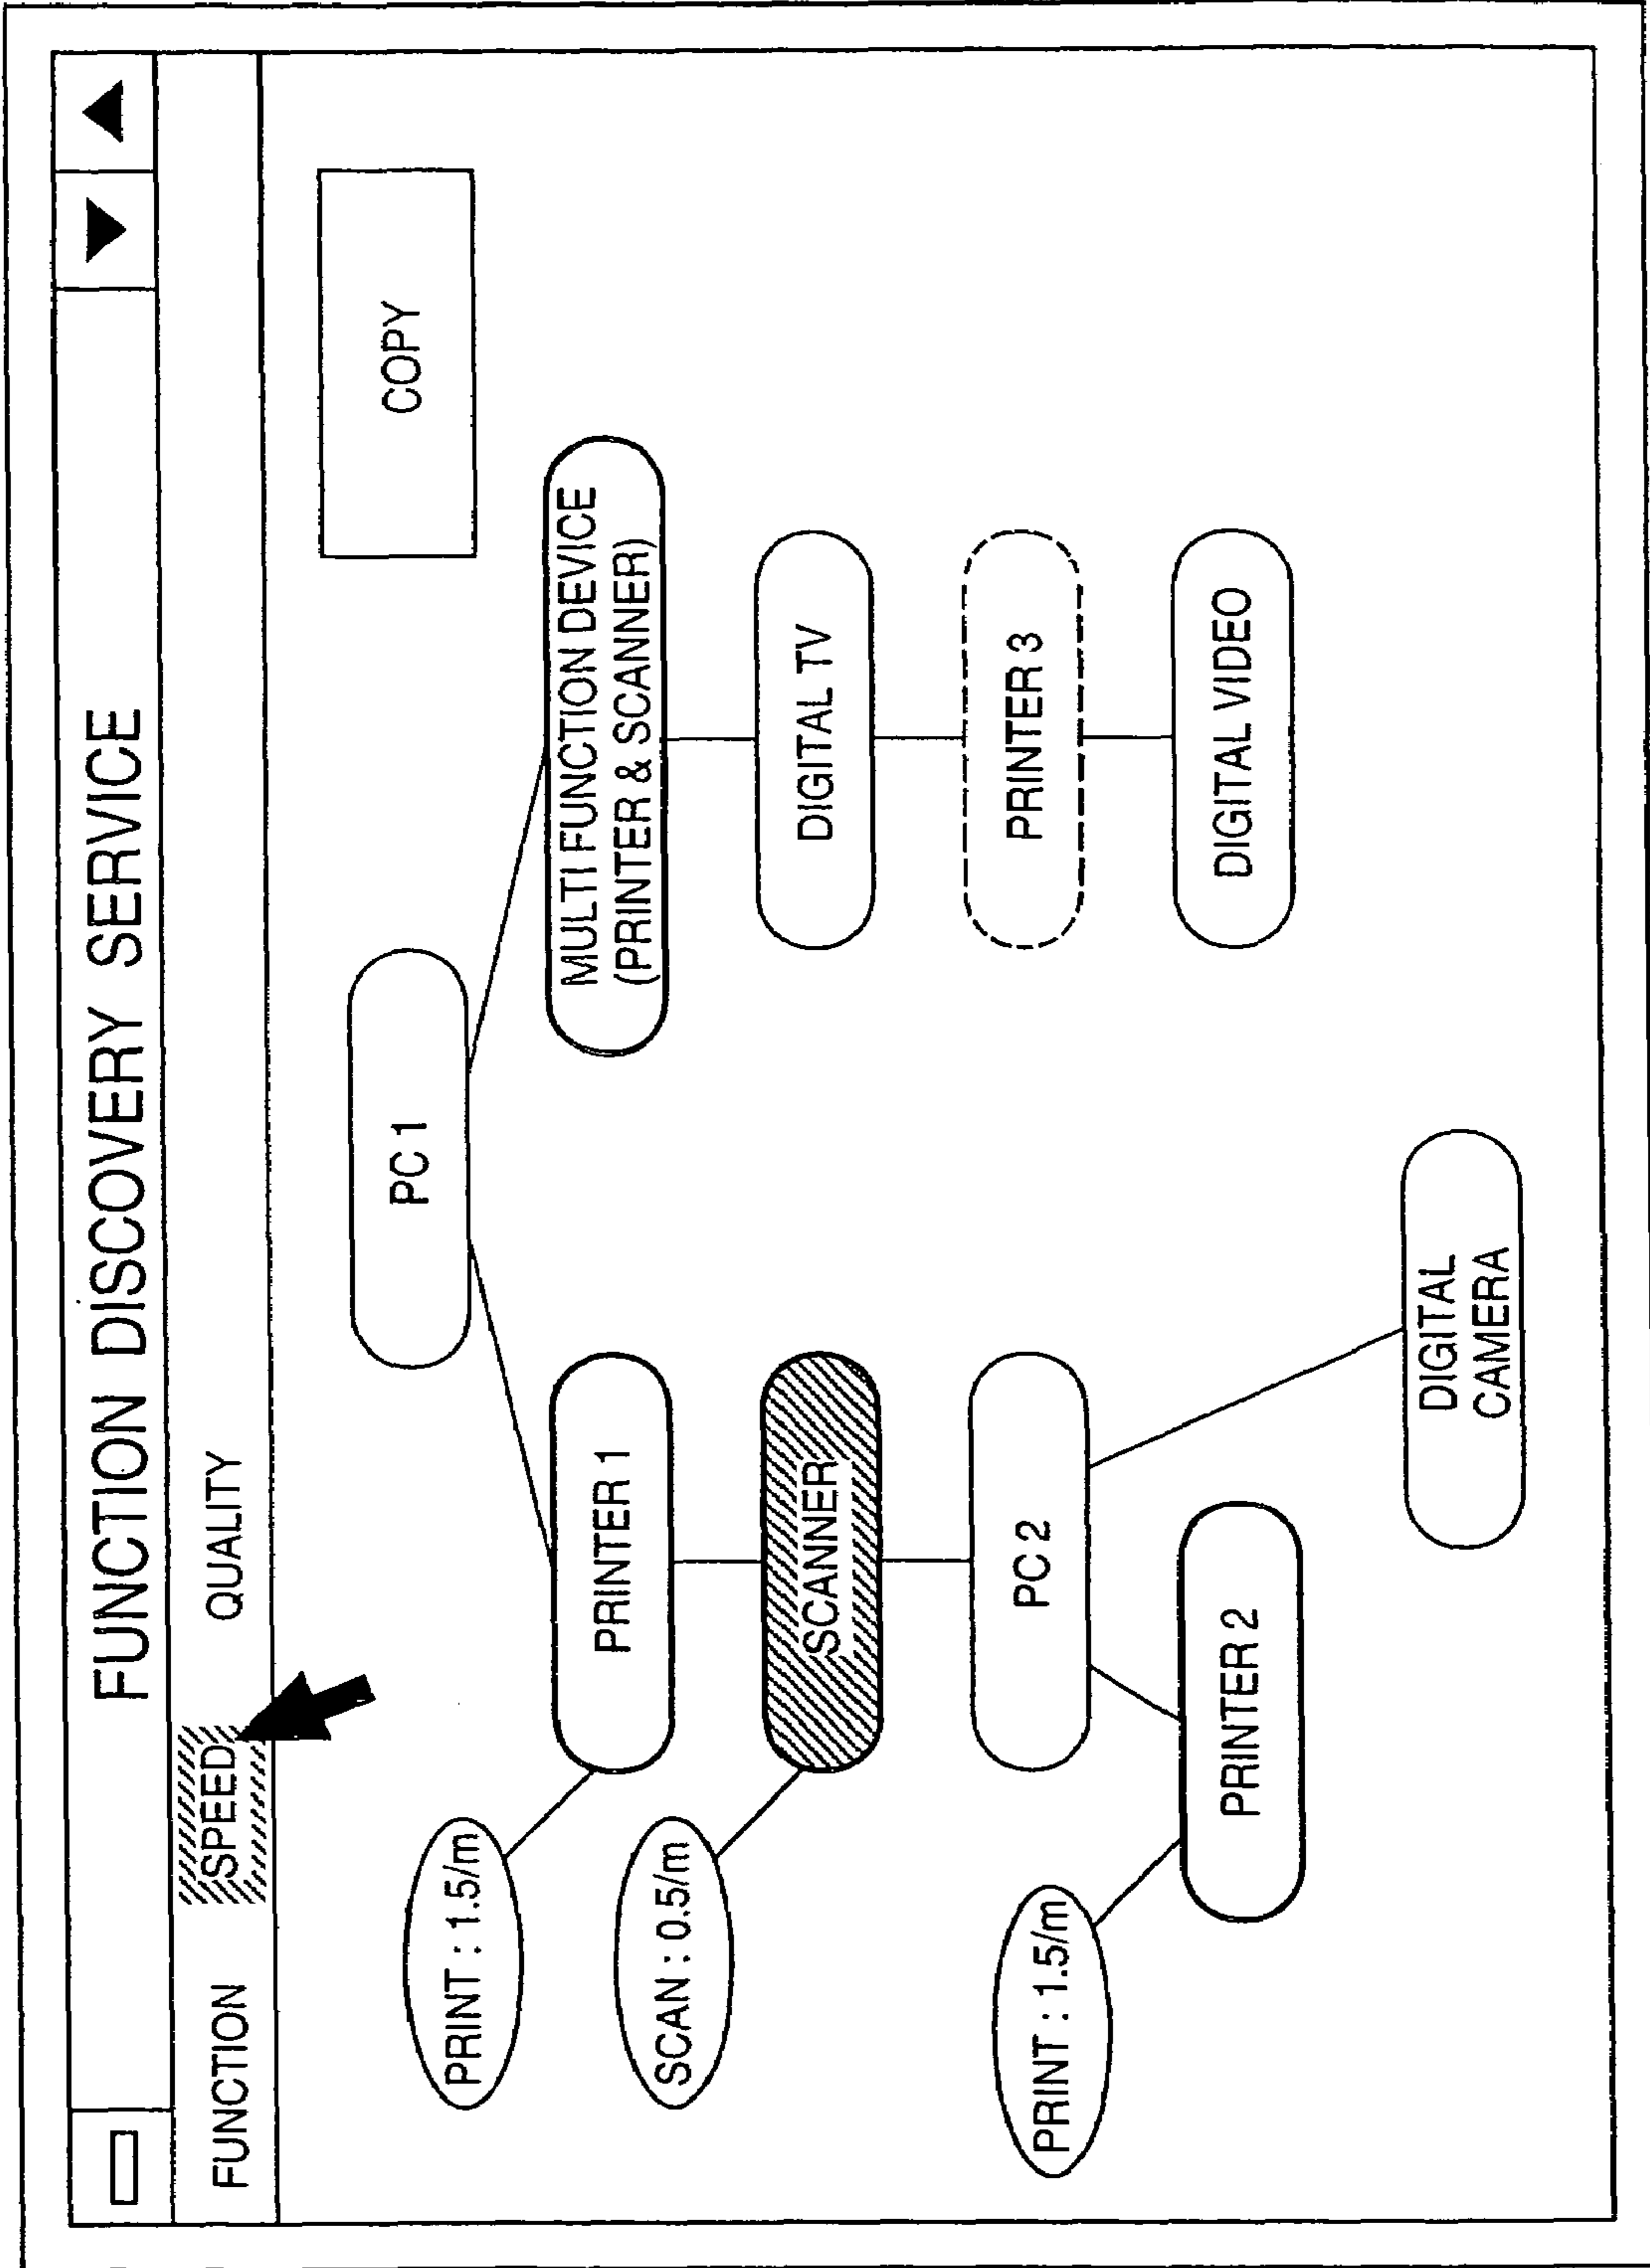 FUNCTION DISCOVERY SERVICE
FUNCTION
SPEED
QUALITY
COPY
PC 1
PRINT : 1.5/m
PRINTER 1
MULTI FUNCTION DEVICE
(PRINTER & SCANNER)
SCAN : 0.5/m
SCANNER
DIGITAL TV
PRINT : 1.5/m
PC 2
PRINTER 3
PRINTER 2
DIGITAL VIDEO
DIGITAL
CAMERA